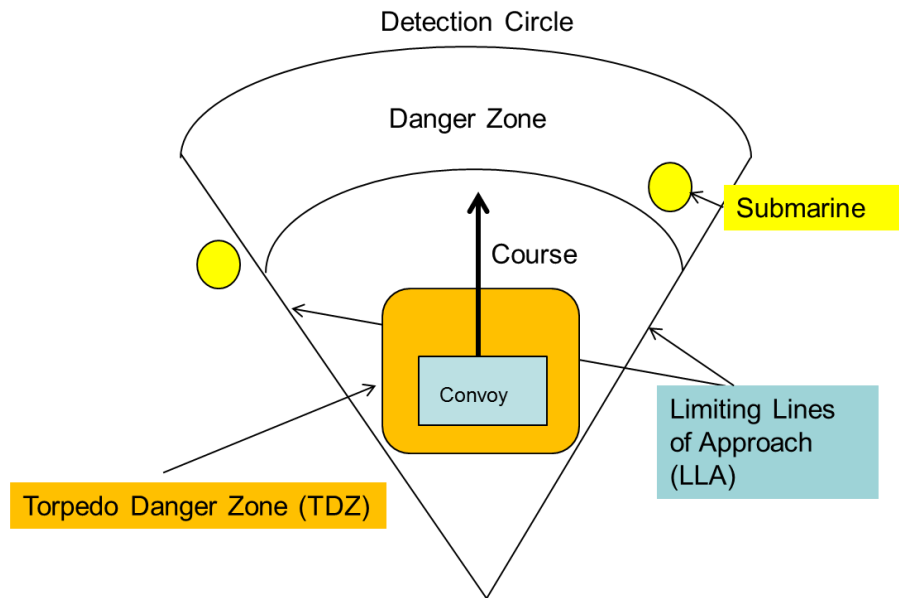 Detection Circle
Danger Zone
Submarine
Course
Convoy
Limiting Lines
of Approach
(LLA)
Torpedo Danger Zone (TDZ)